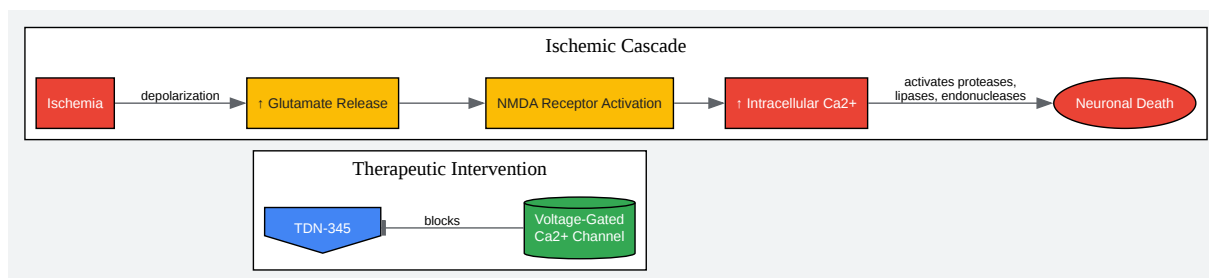 Ischemic Cascade
Ischemia
depolarization
↑ Glutamate Release
NMDA Receptor Activation
↑ Intracellular Ca2+
activates proteases,
lipases, endonucleases
Neuronal Death
Therapeutic Intervention
TDN-345
blocks
Voltage-Gated
Ca2+ Channel